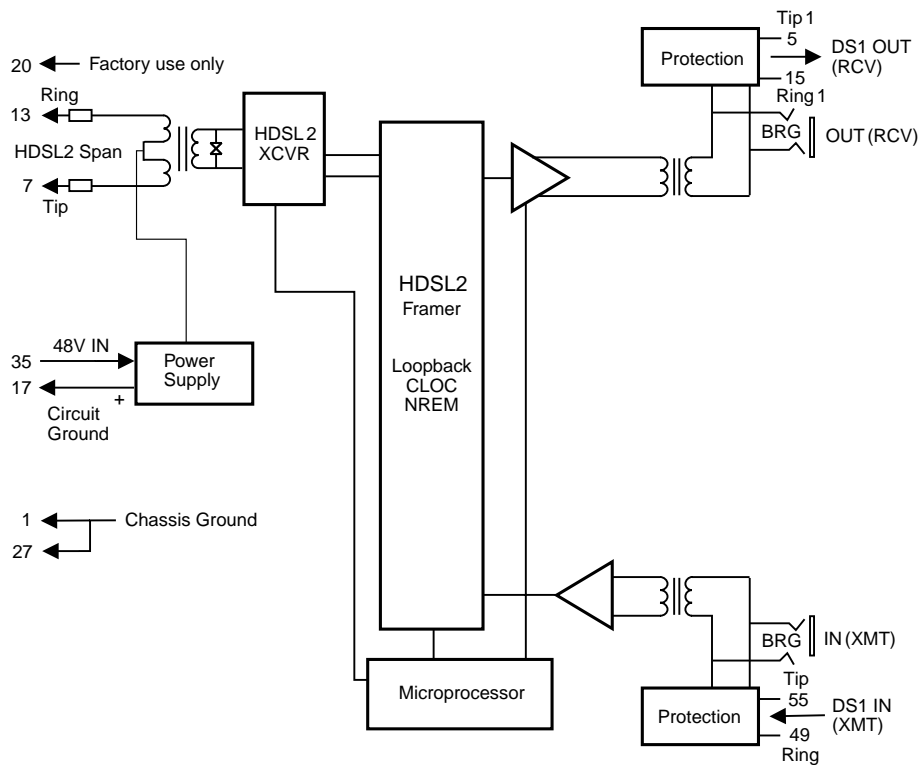 Tip 1
5
DS1 OUT
(RCV)
Protection
15
Ring 1
BRG
OUT (RCV)
20
Factory use only
Ring
13
HDSL2 Span
7
Tip
HDSL2
XCVR
HDSL2
Framer
Loopback
CLOC
NREM
35
48V IN
17
+
Circuit
Ground
Power
Supply
1
Chassis Ground
27
BRG
IN (XMT)
Tip
55
DS1 IN
(XMT)
Protection
49
Ring
Microprocessor